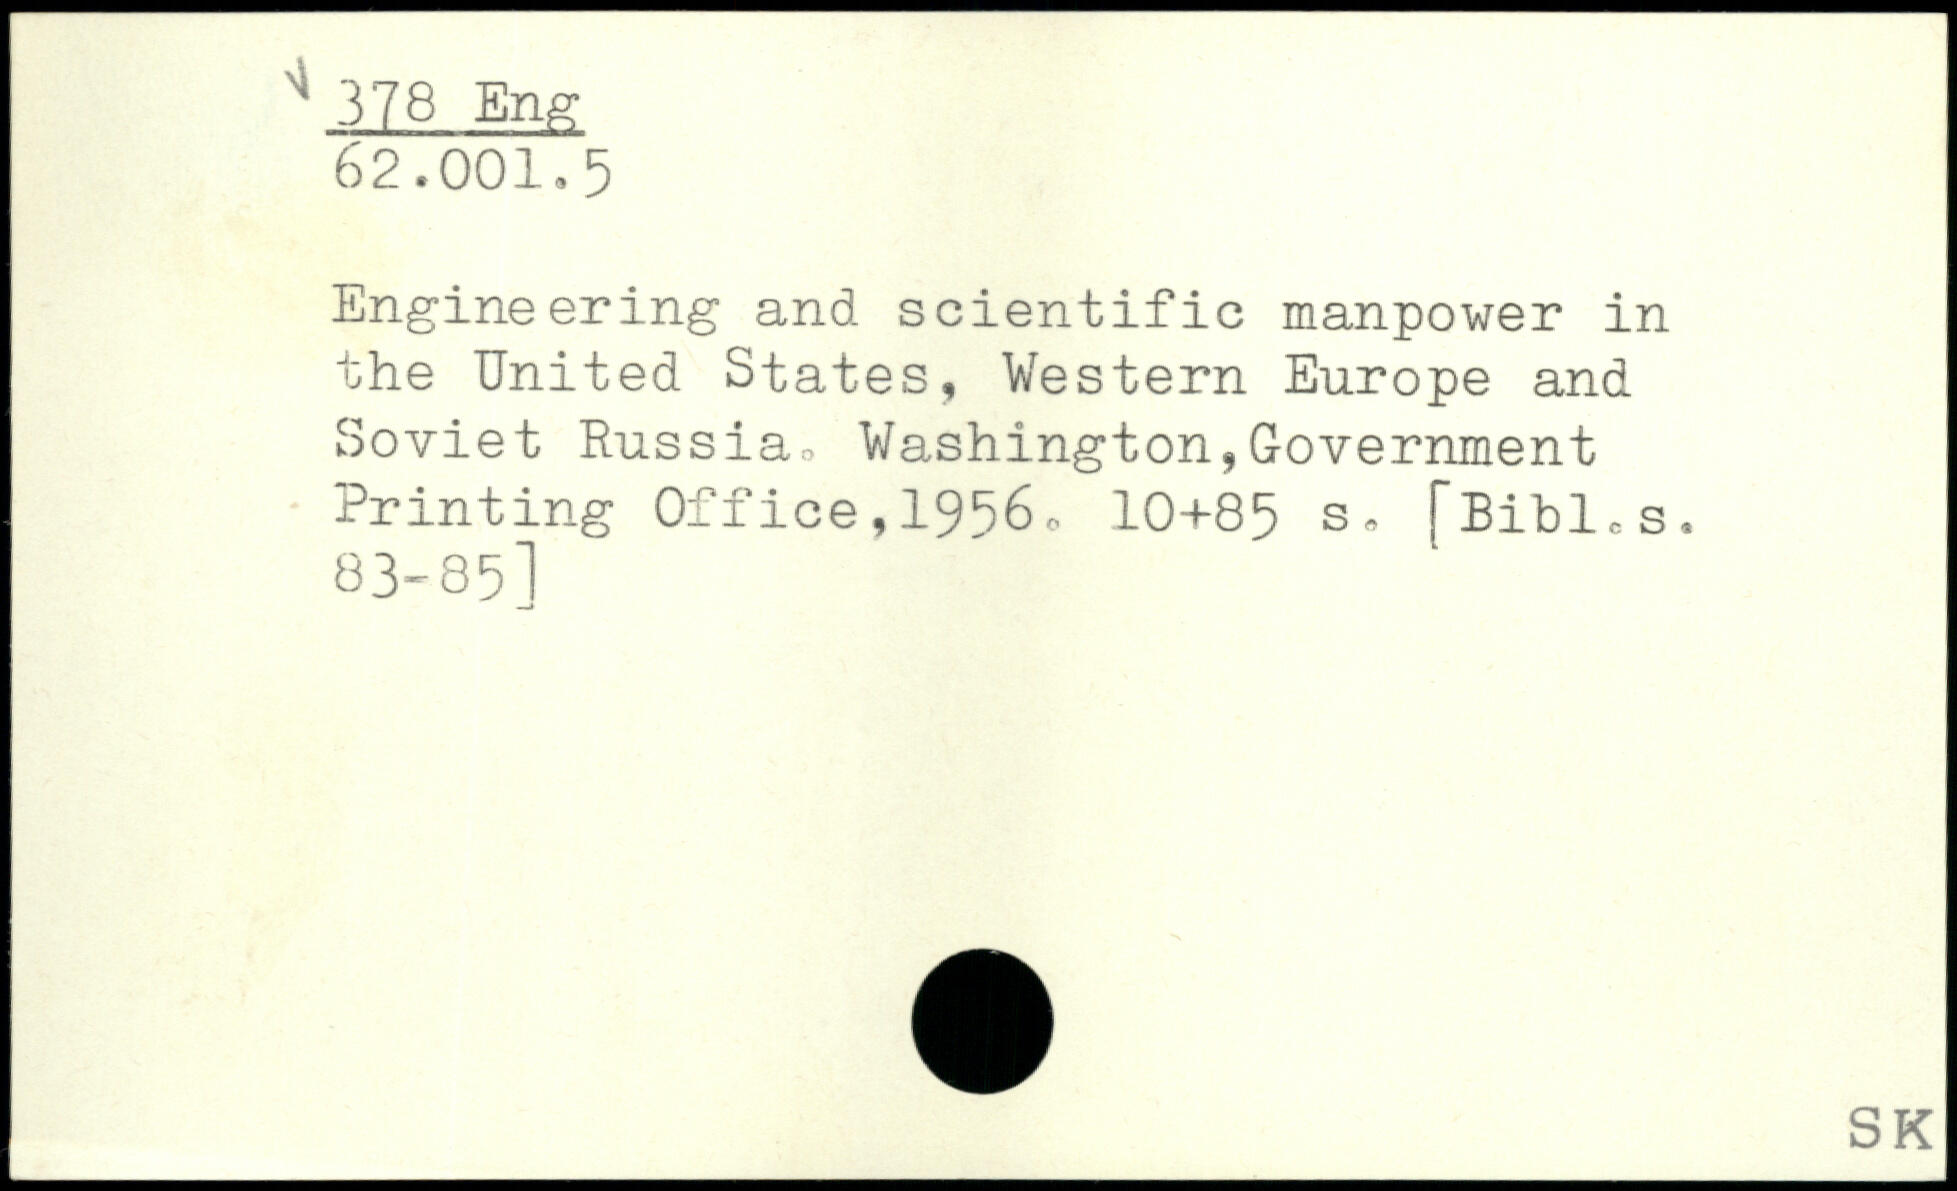 378 Eng
62.001.5
Engineering and scientific manpower in
the United States, Western Europe and
Soviet Russia. Washington,Government
Printing Office,1956. 10+85 s. [Bibl.s.
83-85]
SK